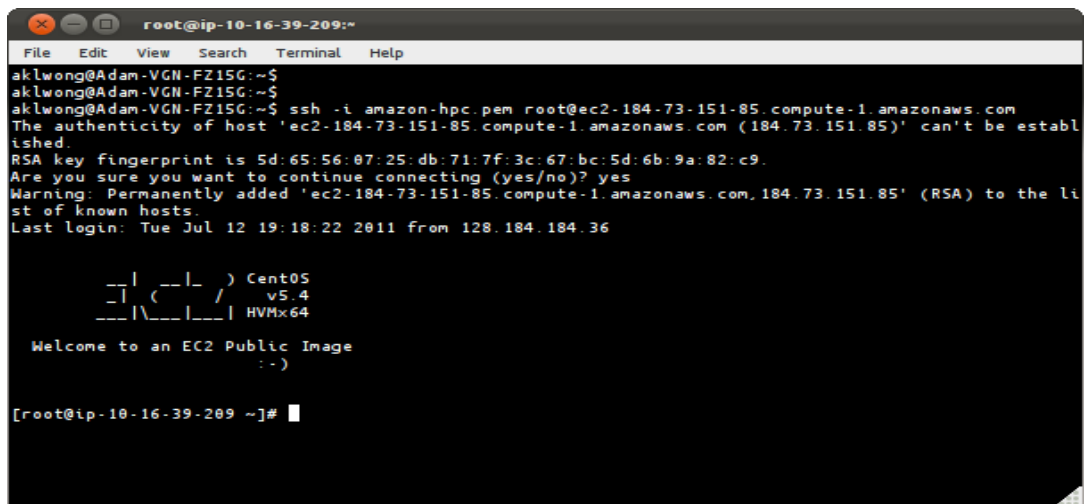 root@ip-10-16-39-209:~
File Edit View Search Terminal Help
aklwong@Adam-VGN-FZ15G:~$
aklwong@Adam-VGN-FZ15G:~$
aklwong@Adam-VGN-FZ15G:~$ ssh -i amazon-hpc.pem root@ec2-184-73-151-85.compute-1.amazonaws.com
The authenticity of host 'ec2-184-73-151-85.compute-1.amazonaws.com (184.73.151.85)' can't be establ
ished.
RSA key fingerprint is 5d:65:56:07:25:db:71:7f:3c:67:bc:5d:6b:9a:82:c9.
Are you sure you want to continue connecting (yes/no)? yes
Warning: Permanently added 'ec2-184-73-151-85.compute-1.amazonaws.com,184.73.151.85' (RSA) to the li
st of known hosts.
Last login: Tue Jul 12 19:18:22 2011 from 128.184.184.36
__|  __|_  ) CentOS
_|  (     /   v5.4
___|\___|___| HVMx64
Welcome to an EC2 Public Image
:-)
[root@ip-10-16-39-209 ~]#